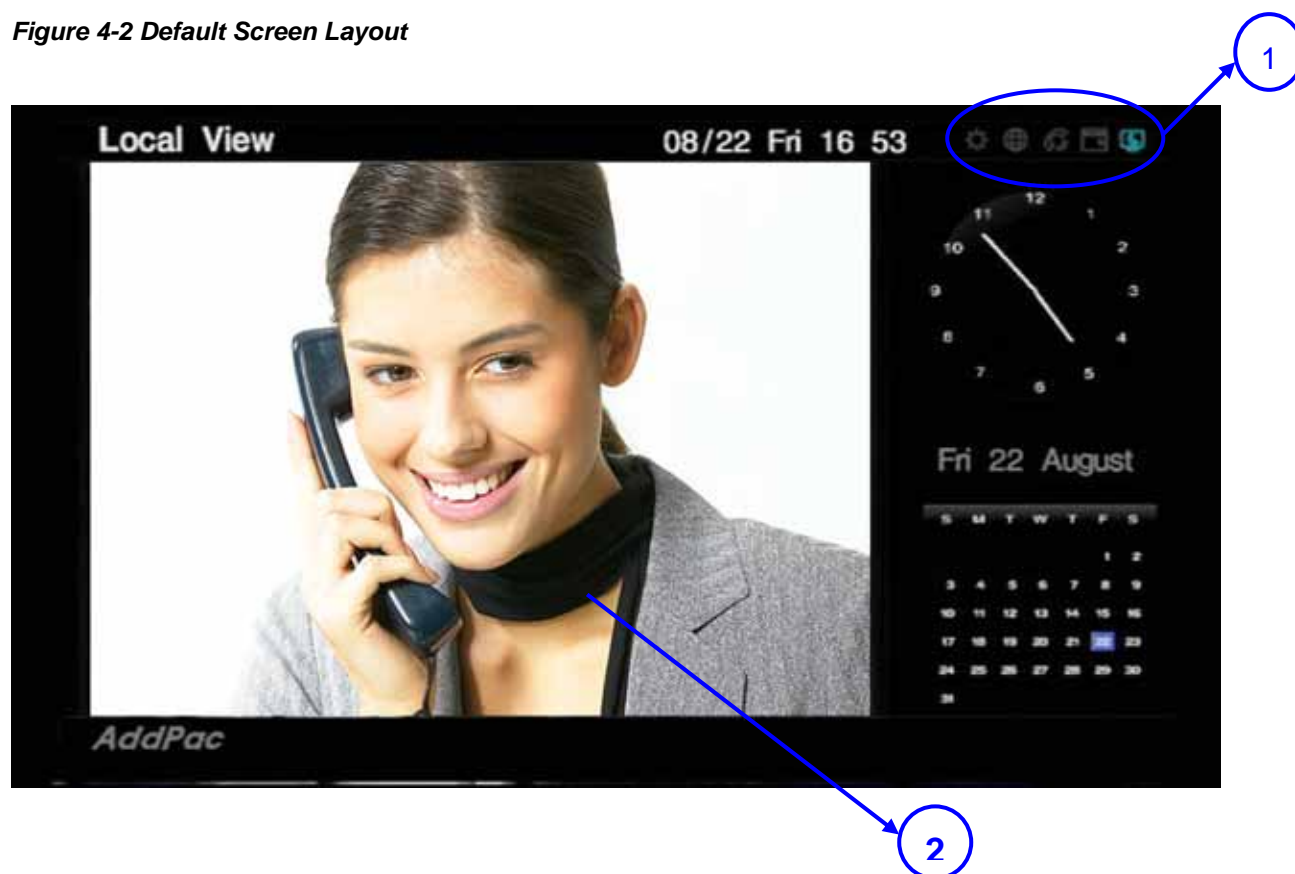 Figure 4-2 Default Screen Layout
1
Local View
08/22 Fri 16 53
12
11
1
10
2
9
3
8
4
7
5
6
Fri 22 August
S M T W T F S
1 2
3 4 5 6 7 8 9
10 11 12 13 14 15 16
17 18 19 20 21 22 23
24 25 26 27 28 29 30
31
AddPac
2